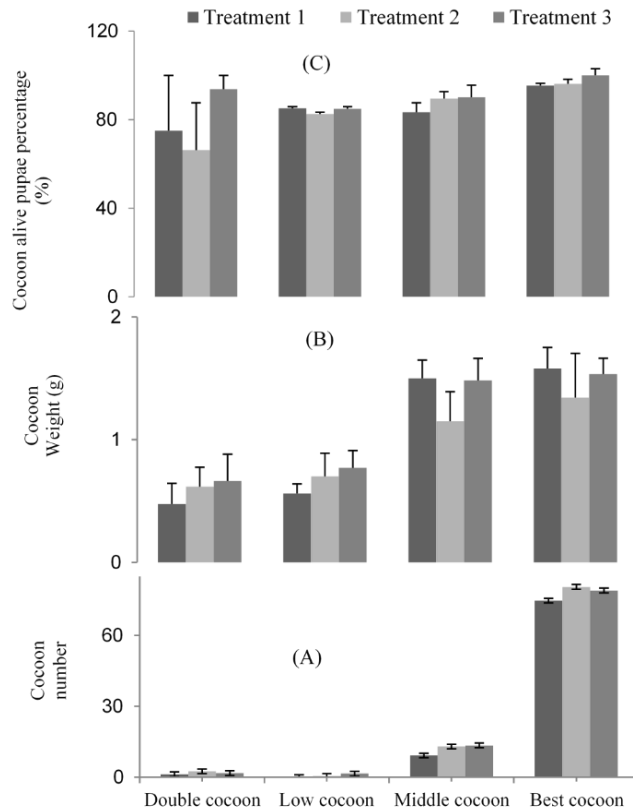 Treatment 1 Treatment 2 Treatment 3
Cocoon alive pupae percentage
(%)
120
80
40
0
(C)
Cocoon
Weight (g)
2
1
0
(B)
Cocoon
number
60
30
0
(A)
Double cocoon Low cocoon Middle cocoon Best cocoon